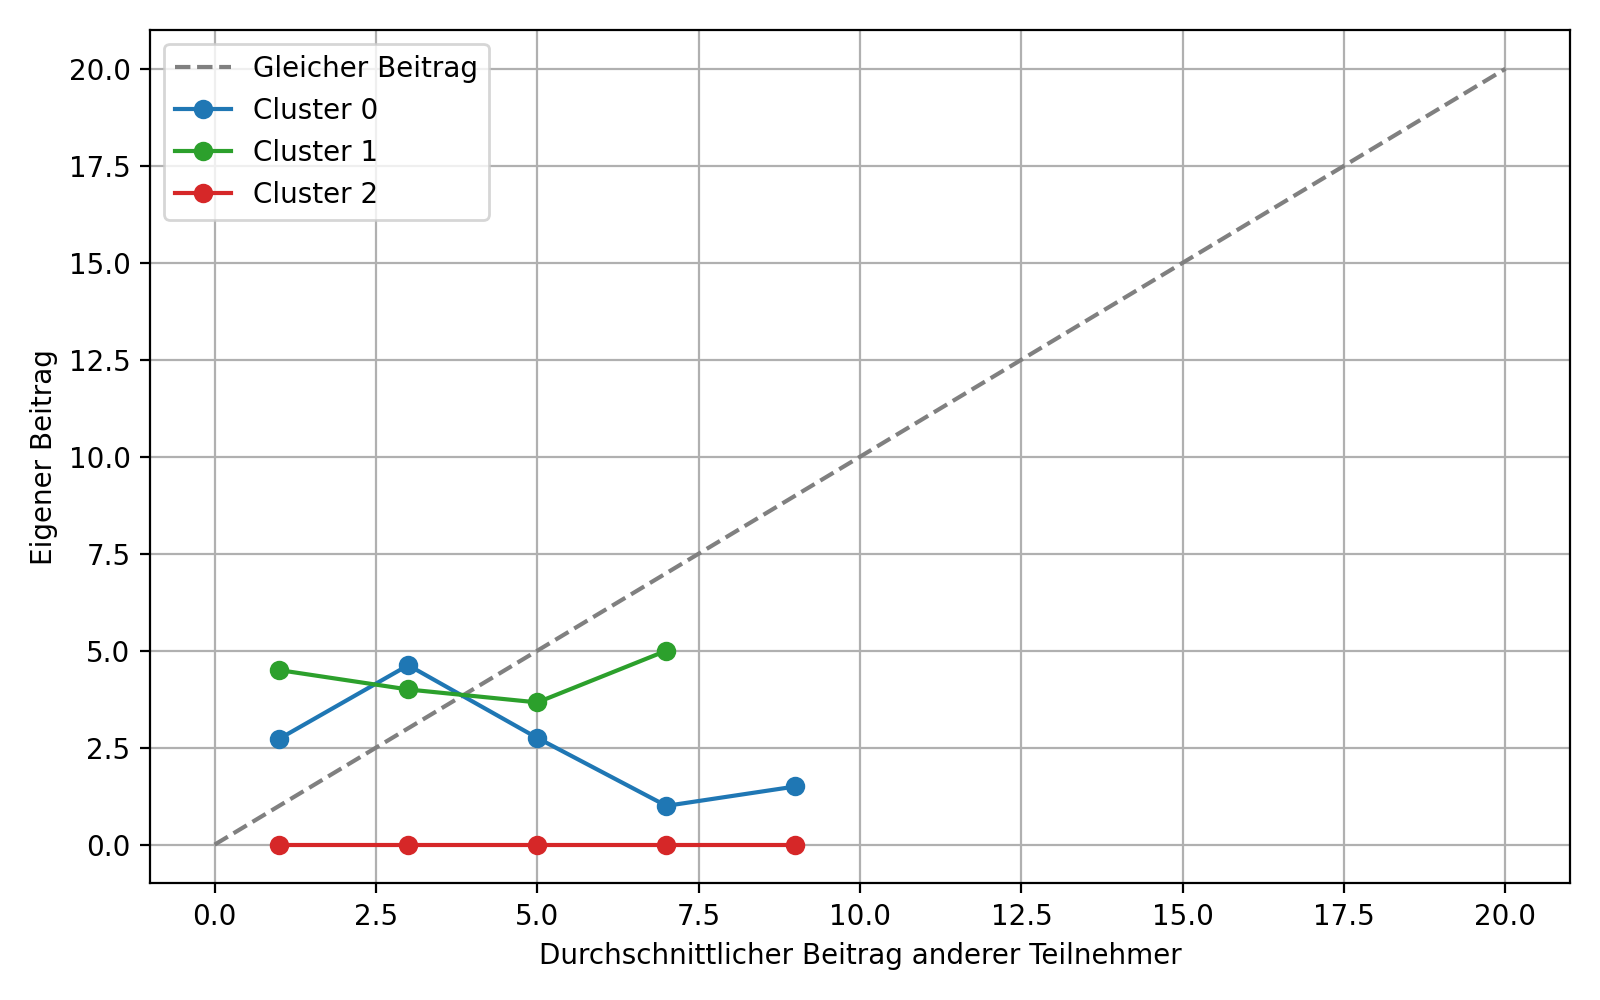 Gleicher Beitrag
Cluster 0
Cluster 1
Cluster 2
20.0
17.5
15.0
12.5
10.0
7.5
5.0
2.5
0.0
Eigener Beitrag
0.0 2.5 5.0 7.5 10.0 12.5 15.0 17.5 20.0
Durchschnittlicher Beitrag anderer Teilnehmer